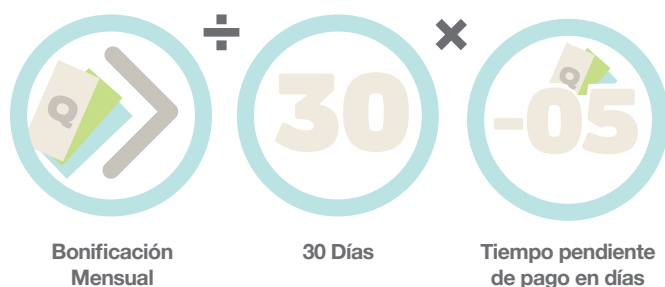 ÷ ×
Q 30 -05
Q
Bonificación
Mensual
30 Días
Tiempo pendiente
de pago en días